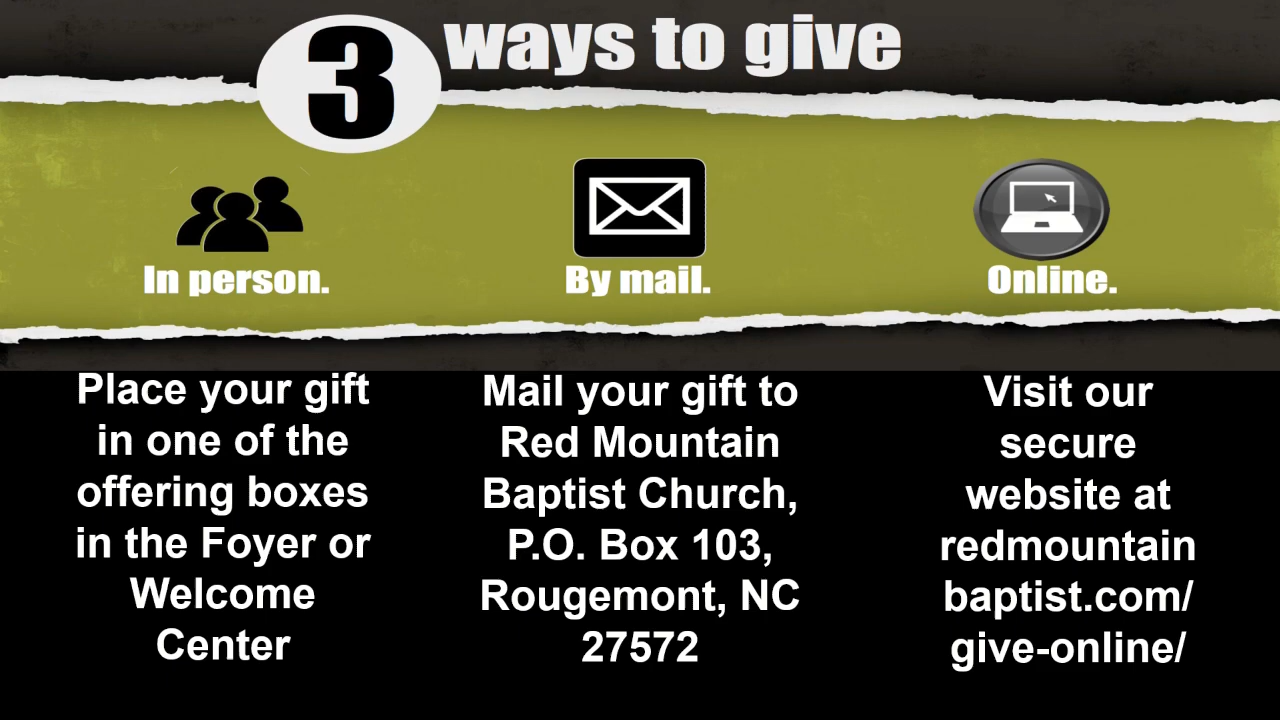 3 ways to give
In person.
By mail.
Online.
Place your gift
in one of the
offering boxes
in the Foyer or
Welcome
Center
Mail your gift to
Red Mountain
Baptist Church,
P.O. Box 103,
Rougemont, NC
27572
Visit our
secure
website at
redmountain
baptist.com/
give-online/